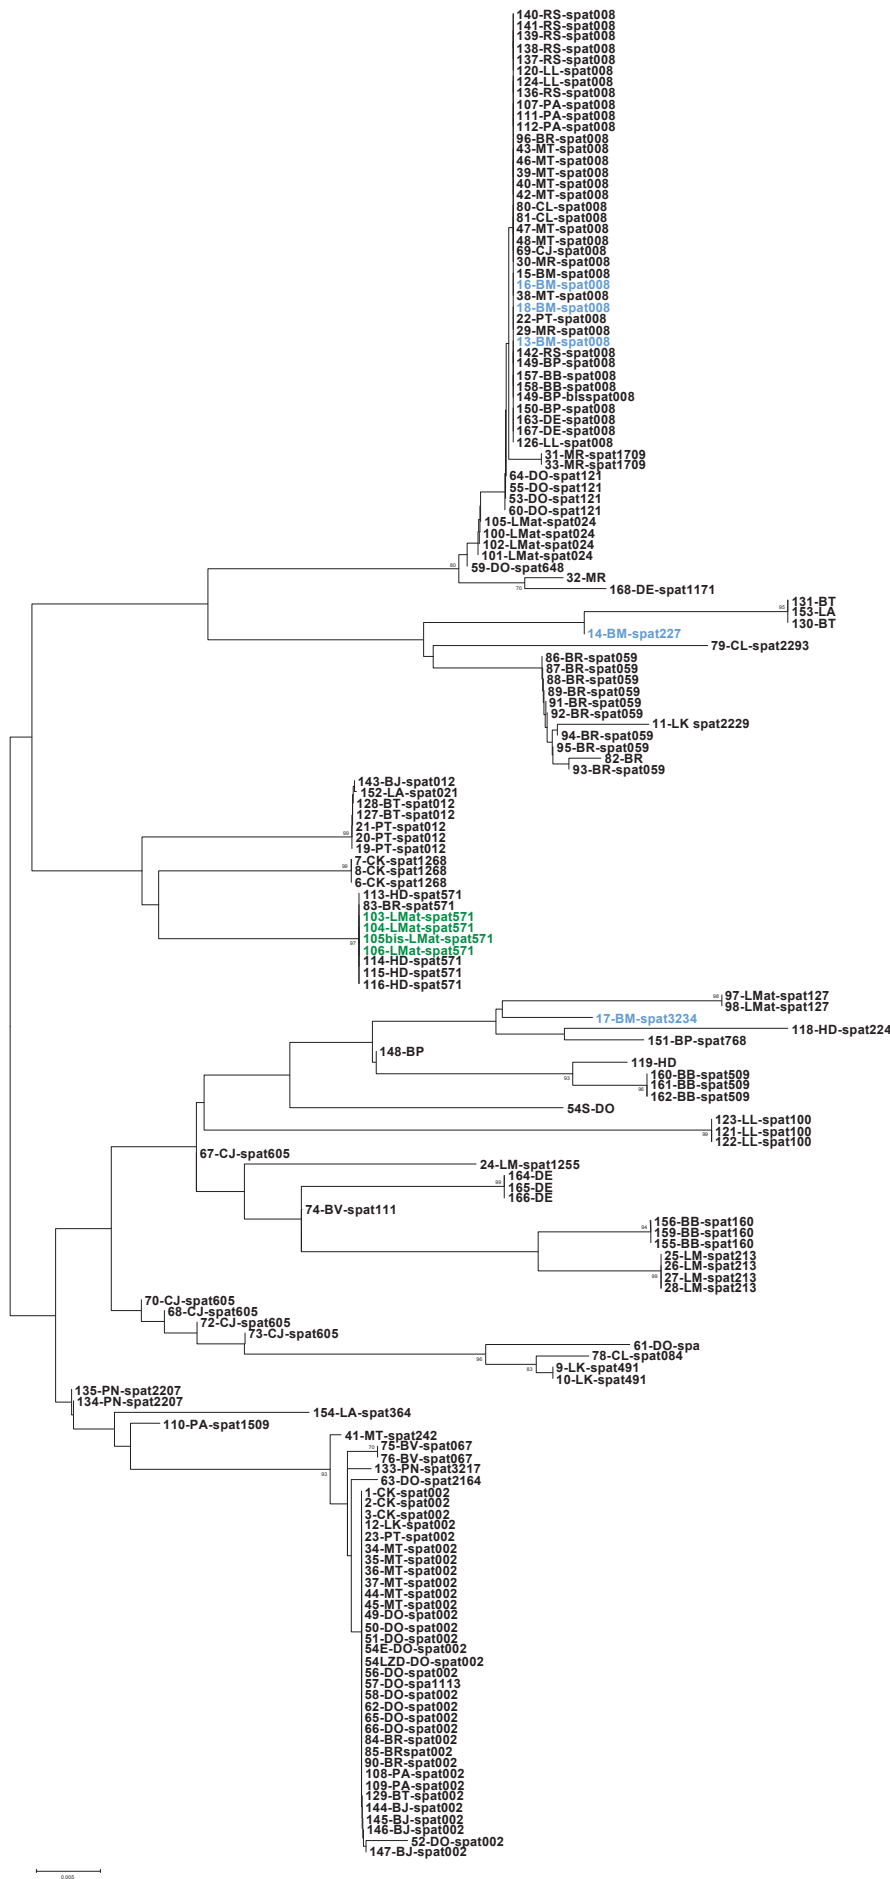 140-RS-spat008
141-RS-spat008
139-RS-spat008
138-RS-spat008
137-RS-spat008
120-LL-spat008
124-LL-spat008
136-RS-spat008
107-PA-spat008
111-PA-spat008
112-PA-spat008
96-BR-spat008
43-MT-spat008
46-MT-spat008
39-MT-spat008
40-MT-spat008
42-MT-spat008
80-CL-spat008
81-CL-spat008
47-MT-spat008
48-MT-spat008
69-CJ-spat008
30-MR-spat008
15-BM-spat008
16-BM-spat008
38-MT-spat008
18-BM-spat008
22-PT-spat008
29-MR-spat008
13-BM-spat008
142-RS-spat008
149-BP-spat008
157-BB-spat008
158-BB-spat008
149-BP-bisspat008
150-BP-spat008
163-DE-spat008
167-DE-spat008
126-LL-spat008
31-MR-spat1709
33-MR-spat1709
64-DO-spat121
55-DO-spat121
53-DO-spat121
60-DO-spat121
105-LMat-spat024
100-LMat-spat024
102-LMat-spat024
101-LMat-spat024
80
59-DO-spat648
32-MR
70
168-DE-spat1171
95
131-BT
153-LA
130-BT
14-BM-spat227
79-CL-spat2293
86-BR-spat059
87-BR-spat059
88-BR-spat059
89-BR-spat059
91-BR-spat059
92-BR-spat059
11-LK spat2229
94-BR-spat059
95-BR-spat059
82-BR
93-BR-spat059
143-BJ-spat012
152-LA-spat021
128-BT-spat012
127-BT-spat012
21-PT-spat012
99
20-PT-spat012
19-PT-spat012
7-CK-spat1268
99
8-CK-spat1268
6-CK-spat1268
113-HD-spat571
83-BR-spat571
103-LMat-spat571
104-LMat-spat571
105bis-LMat-spat571
97
106-LMat-spat571
114-HD-spat571
115-HD-spat571
116-HD-spat571
98
97-LMat-spat127
98-LMat-spat127
17-BM-spat3234
118-HD-spat224
151-BP-spat768
148-BP
119-HD
93
160-BB-spat509
161-BB-spat509
96
162-BB-spat509
54S-DO
123-LL-spat100
121-LL-spat100
99
122-LL-spat100
67-CJ-spat605
24-LM-spat1255
164-DE
99
165-DE
166-DE
74-BV-spat111
156-BB-spat160
94
159-BB-spat160
155-BB-spat160
25-LM-spat213
26-LM-spat213
99
27-LM-spat213
28-LM-spat213
70-CJ-spat605
68-CJ-spat605
72-CJ-spat605
73-CJ-spat605
61-DO-spa
96
78-CL-spat084
83
9-LK-spat491
10-LK-spat491
135-PN-spat2207
134-PN-spat2207
154-LA-spat364
110-PA-spat1509
41-MT-spat242
70
75-BV-spat067
76-BV-spat067
93
133-PN-spat3217
63-DO-spat2164
1-CK-spat002
2-CK-spat002
3-CK-spat002
12-LK-spat002
23-PT-spat002
34-MT-spat002
35-MT-spat002
36-MT-spat002
37-MT-spat002
44-MT-spat002
45-MT-spat002
49-DO-spat002
50-DO-spat002
51-DO-spat002
54E-DO-spat002
54LZD-DO-spat002
56-DO-spat002
57-DO-spa1113
58-DO-spat002
62-DO-spat002
65-DO-spat002
66-DO-spat002
84-BR-spat002
85-BRspat002
90-BR-spat002
108-PA-spat002
109-PA-spat002
129-BT-spat002
144-BJ-spat002
145-BJ-spat002
146-BJ-spat002
52-DO-spat002
147-BJ-spat002
0.005